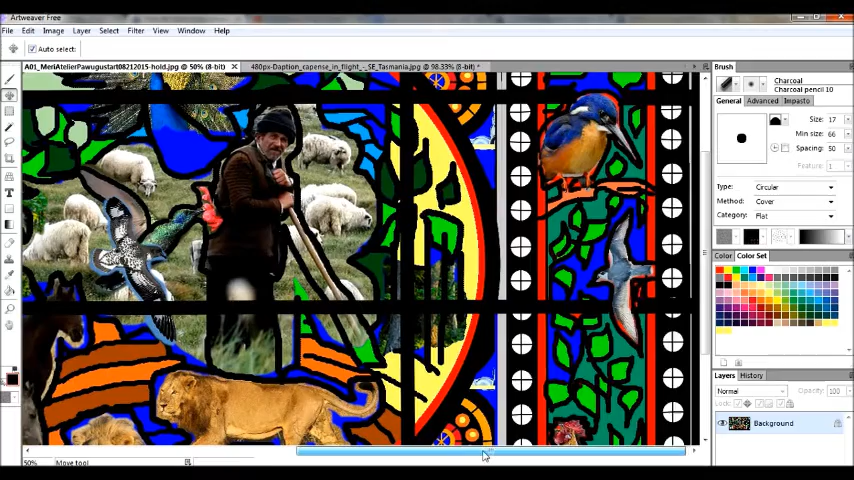 Artweaver Free
File Edit Image Layer Select Filter View Window Help
Auto select:
A01_MeriAtelierPawugustart08212015-hold.jpg @ 50% (8-bit)
480px-Daption_capense_in_flight_-_SE_Tasmania.jpg @ 98.33% (8-bit) *
Brush
Charcoal
Charcoal pencil 10
General Advanced Impasto
Size: 17
Min size: 66
Spacing: 50
Feature: 1
Type: Circular
Method: Cover
Category: Flat
Color Color Set
Layers History
Normal Opacity: 100
Lock:
Background
50% Move tool